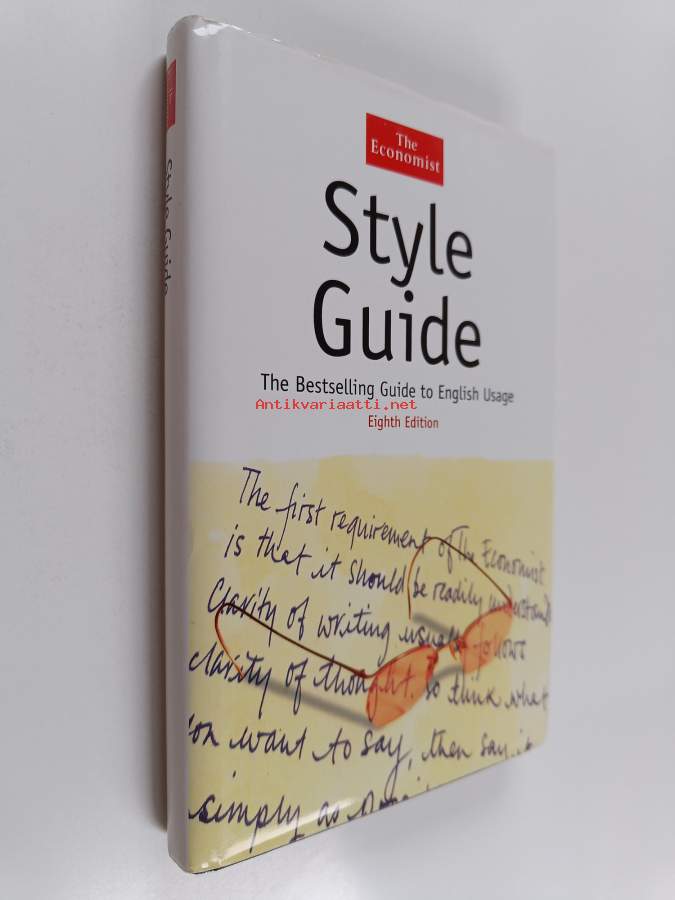 The
Economist
Style
Guide
The Bestselling Guide to English Usage
Antikvariaatti.net
Eighth Edition
The first requirement of The Economist
is that it should be readily
Clarity of writing usually follows
clarity of thought. So think what
you want to say, then say it
simply as
Style Guide